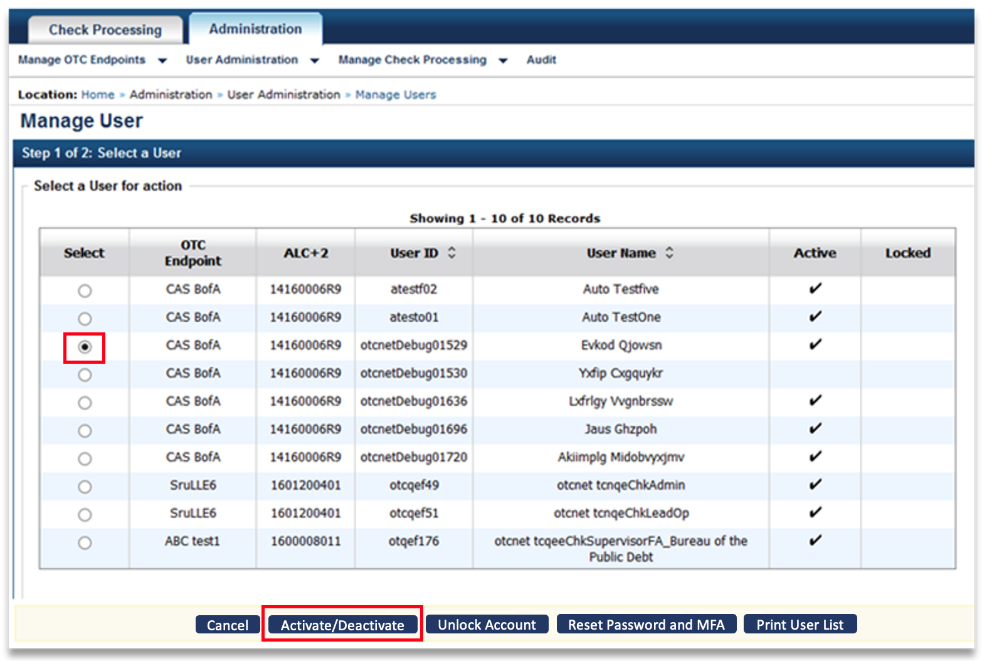 Check Processing Administration
Manage OTC Endpoints User Administration Manage Check Processing Audit
Location: Home » Administration » User Administration » Manage Users
Manage User
Step 1 of 2: Select a User
Select a User for action
Showing 1 - 10 of 10 Records
Select OTC Endpoint ALC+2 User ID User Name Active Locked
CAS BofA 14160006R9 atestf02 Auto Testfive ✔
CAS BofA 14160006R9 atesto01 Auto TestOne ✔
CAS BofA 14160006R9 otcnetDebug01529 Evkod Qjowsn ✔
CAS BofA 14160006R9 otcnetDebug01530 Yxfip Cxgquykr
CAS BofA 14160006R9 otcnetDebug01636 Lxfrlgy Vvgnbrssw ✔
CAS BofA 14160006R9 otcnetDebug01696 Jaus Ghzpoh ✔
CAS BofA 14160006R9 otcnetDebug01720 Akiimplg Midobvyxjmv ✔
SruLLE6 1601200401 otcqef49 otcnet tcnqeChkAdmin ✔
SruLLE6 1601200401 otcqef51 otcnet tcnqeChkLeadOp ✔
ABC test1 1600008011 otqef176 otcnet tcqeeChkSupervisorFA_Bureau of the ✔
Public Debt
Cancel Activate/Deactivate Unlock Account Reset Password and MFA Print User List